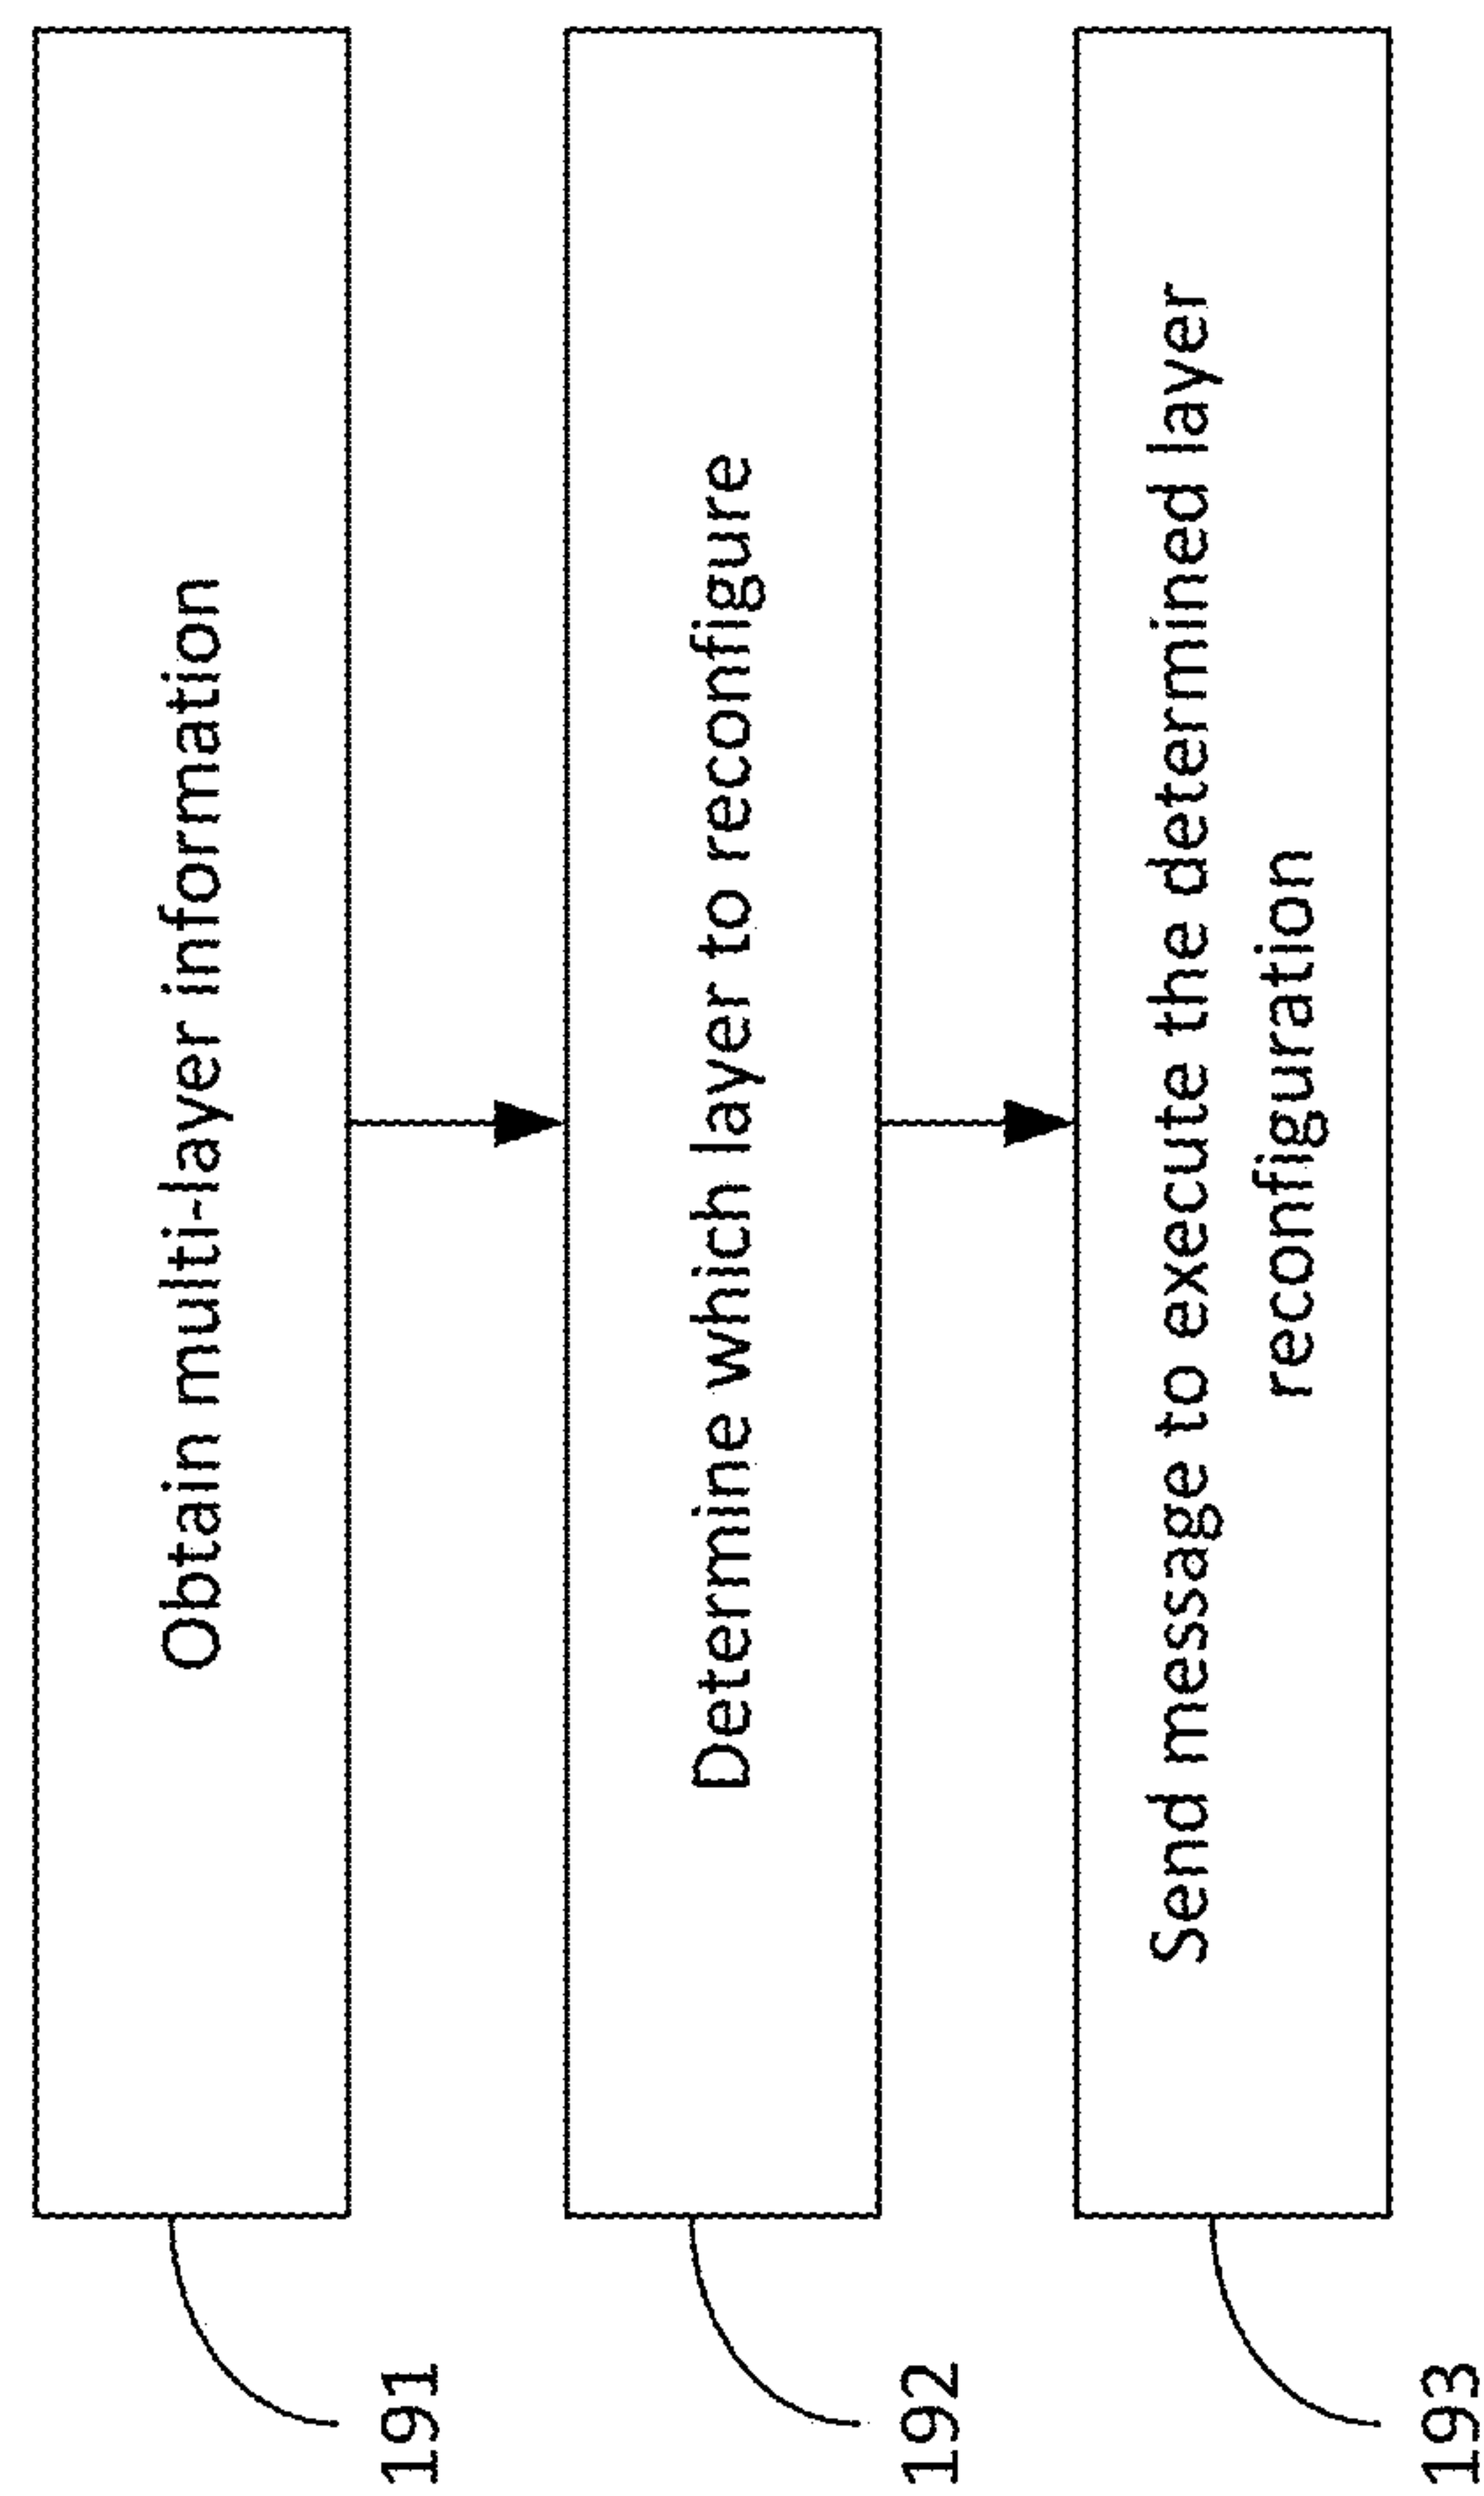 Obtain multi-layer information
191
Determine which layer to reconfigure
192
Send message to execute the determined layer
reconfiguration
193